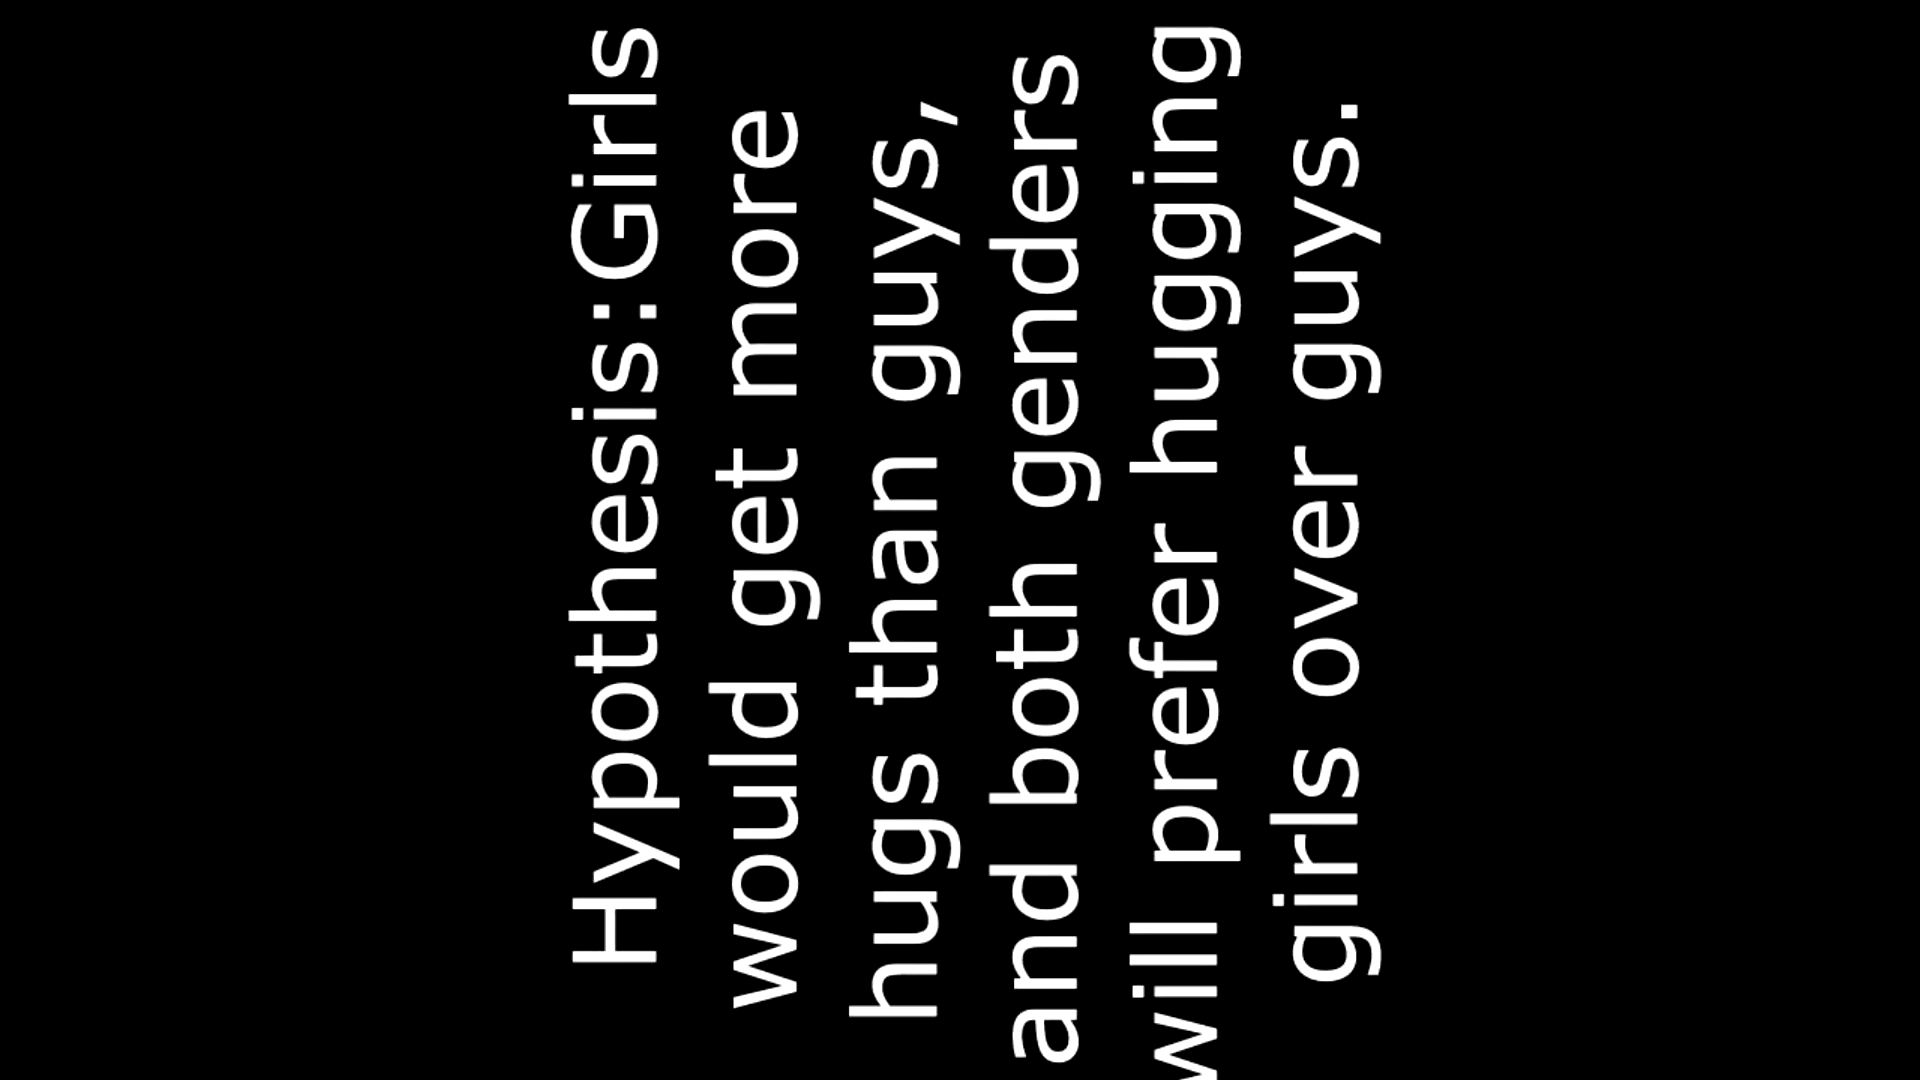 Hypothesis:Girls
would get more
hugs than guys,
and both genders
will prefer hugging
girls over guys.